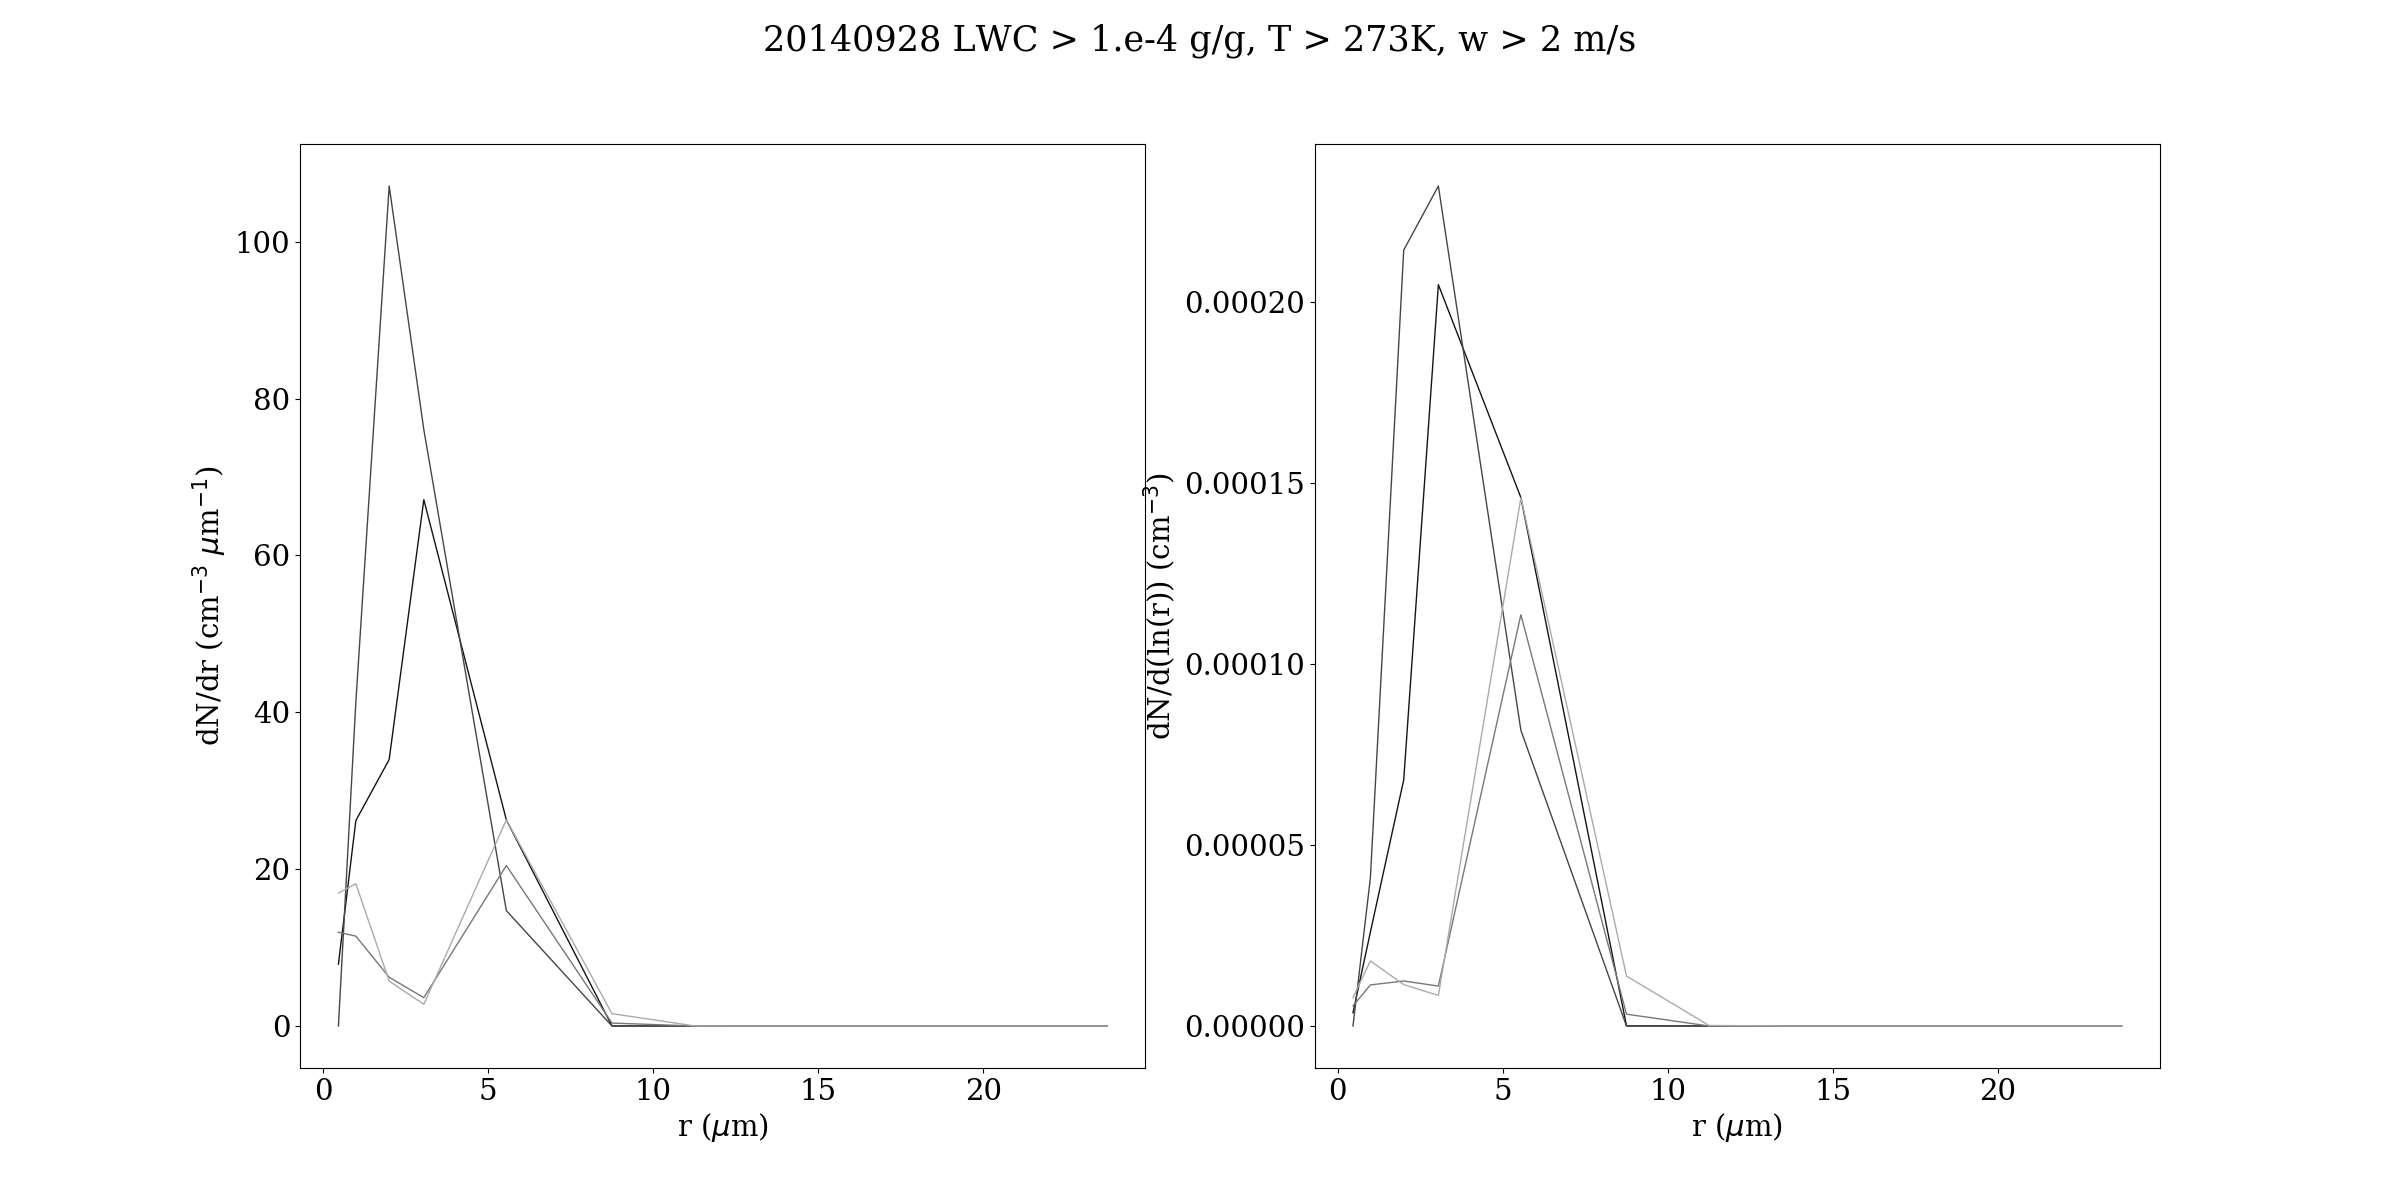 20140928 LWC > 1.e-4 g/g, T > 273K, w > 2 m/s
dN/dr (cm⁻³ μm⁻¹)
100
80
60
40
20
0
0 5 10 15 20
r (μm)
dN/d(ln(r)) (cm⁻³)
0.00020
0.00015
0.00010
0.00005
0.00000
0 5 10 15 20
r (μm)